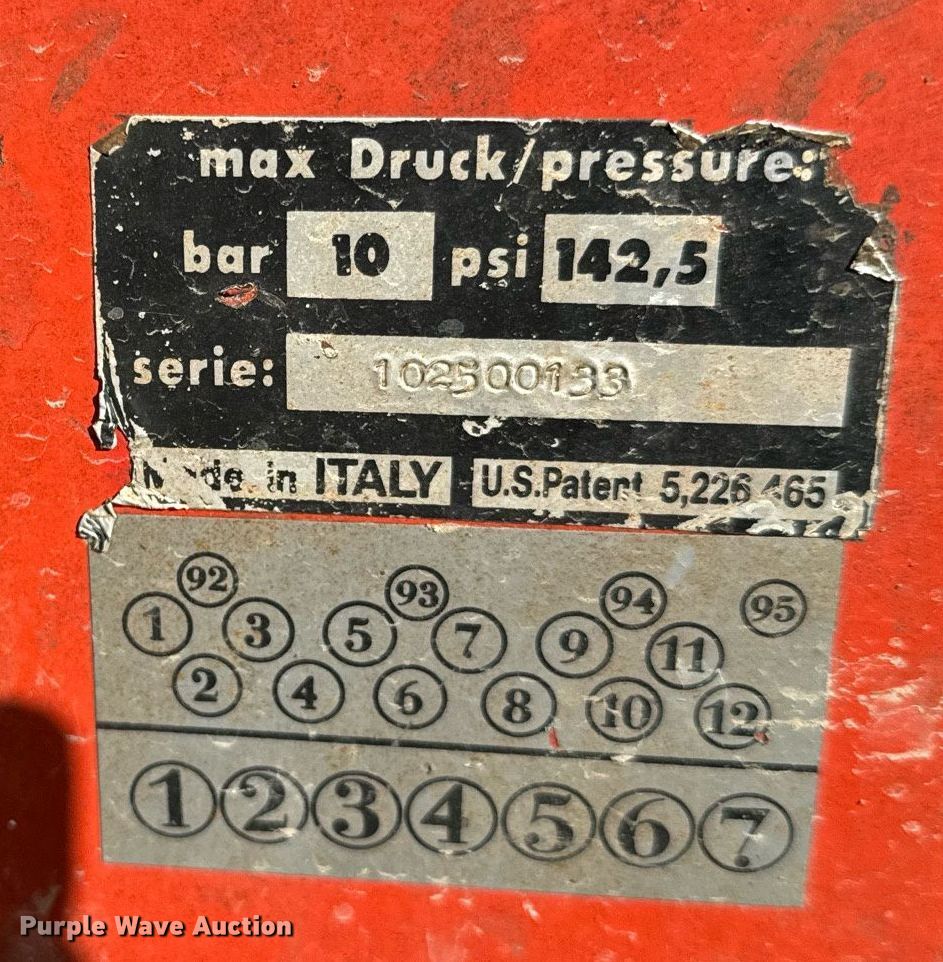 max Druck/pressure:
bar 10 psi 142,5
serie: 102500133
Made in ITALY U.S.Patent 5,226,465
92 93 94 95
1 3 5 7 9 11
2 4 6 8 10 12
1 2 3 4 5 6 7
Purple Wave Auction